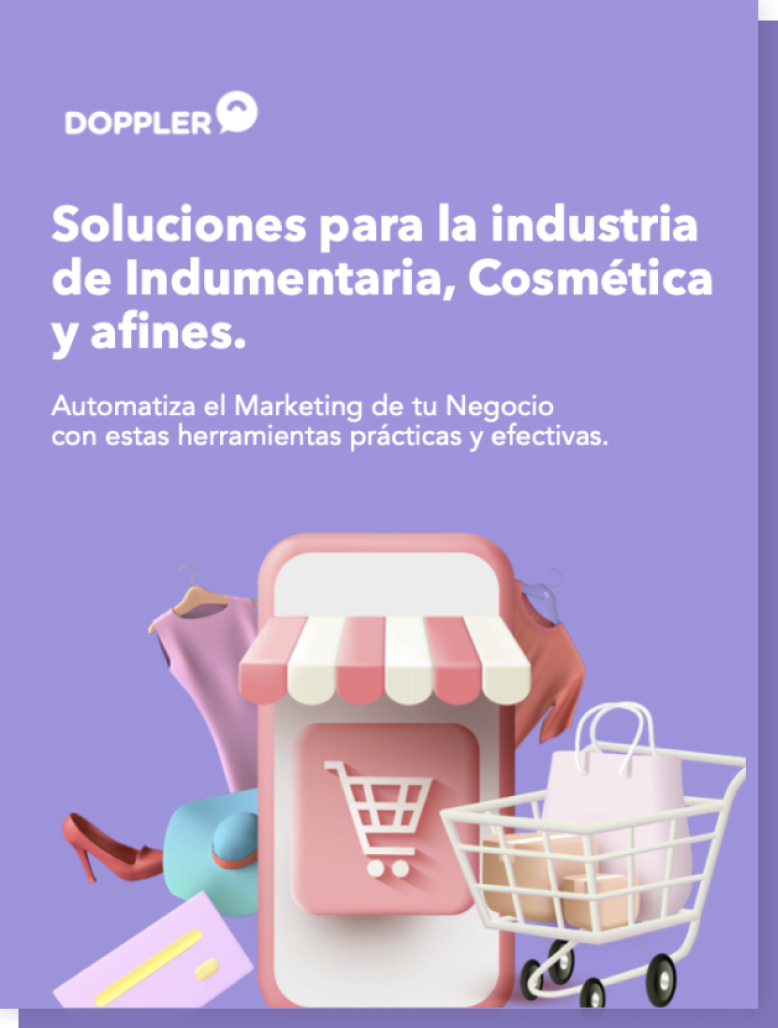 DOPPLER
Soluciones para la industria
de Indumentaria, Cosmética
y afines.
Automatiza el Marketing de tu Negocio
con estas herramientas prácticas y efectivas.